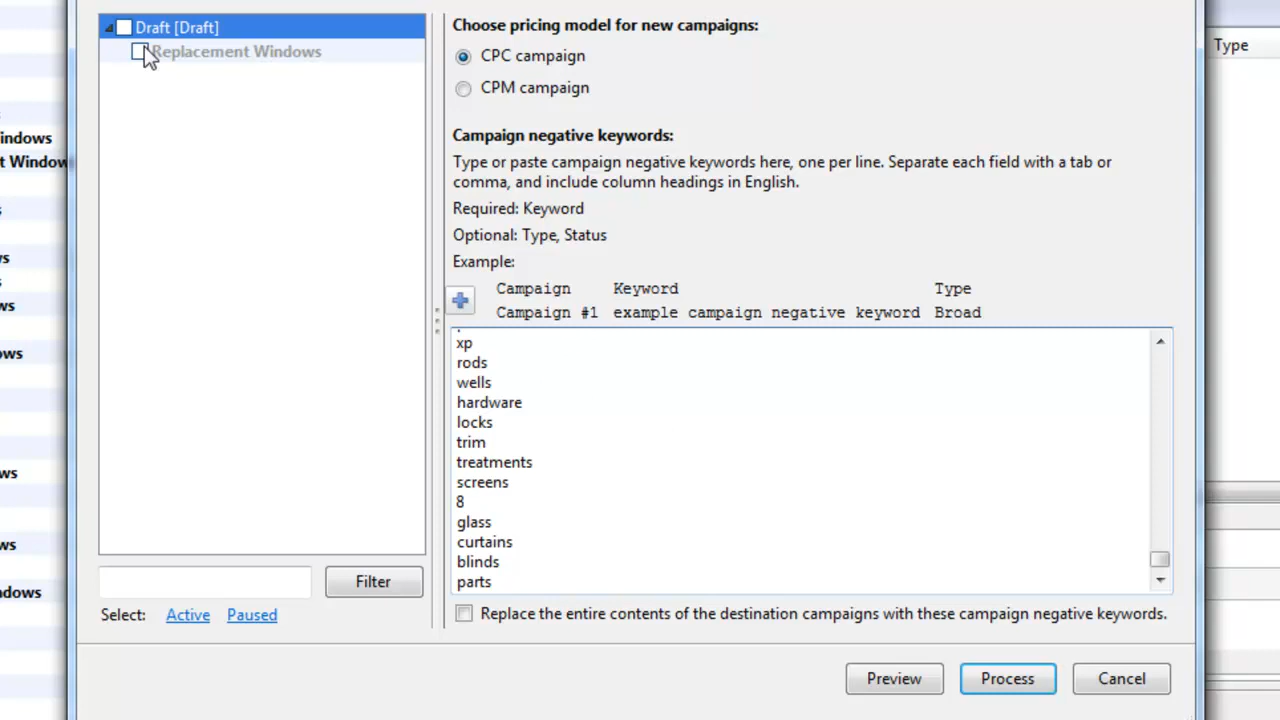 Draft [Draft]
Replacement Windows
Choose pricing model for new campaigns:
CPC campaign
CPM campaign
Campaign negative keywords:
Type or paste campaign negative keywords here, one per line. Separate each field with a tab or
comma, and include column headings in English.
Required: Keyword
Optional: Type, Status
Example:
Campaign Keyword Type
Campaign #1 example campaign negative keyword Broad
xp
rods
wells
hardware
locks
trim
treatments
screens
8
glass
curtains
blinds
parts
Filter
Select: Active Paused
Replace the entire contents of the destination campaigns with these campaign negative keywords.
Preview Process Cancel
Type
indows
t Window
s
ws
s
ws
ows
ws
ws
ndows